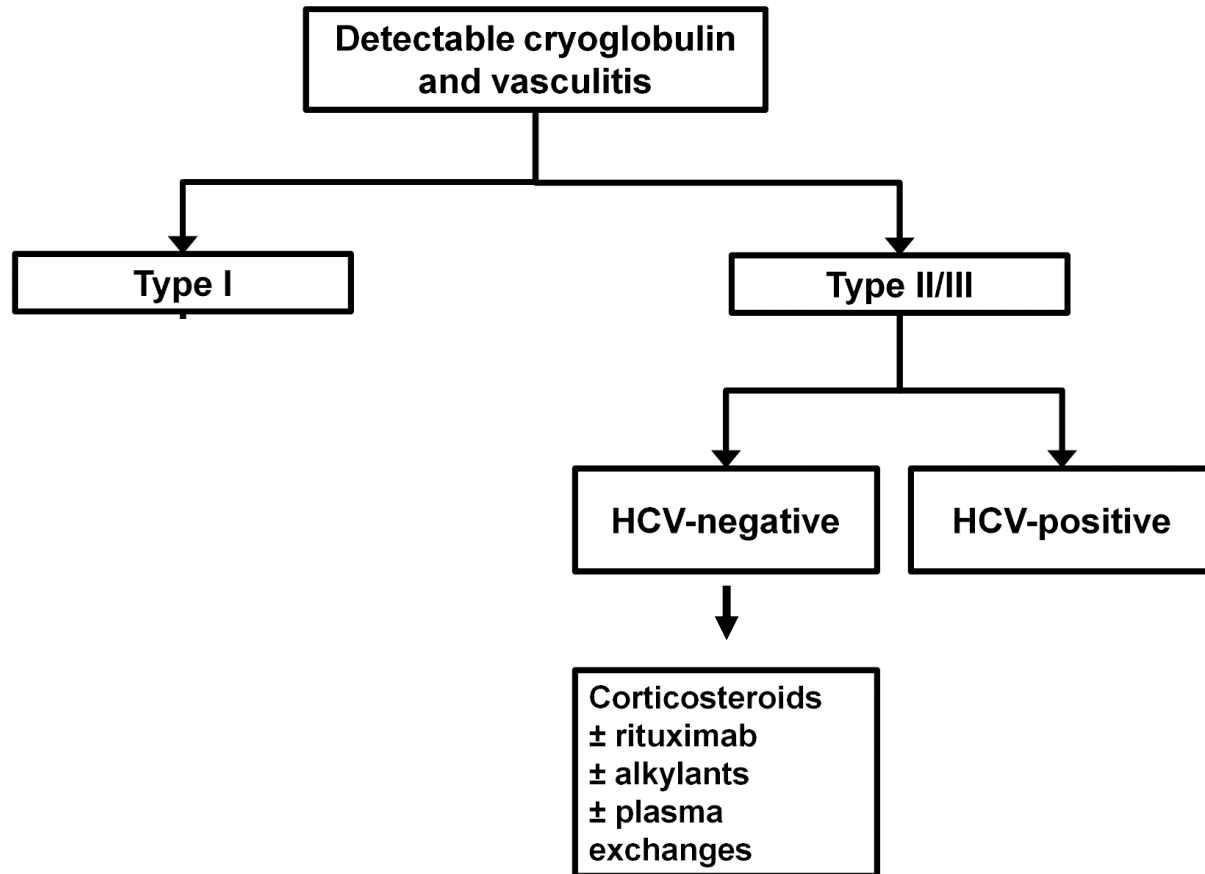 Detectable cryoglobulin
and vasculitis
Type I
Type II/III
HCV-negative
HCV-positive
Corticosteroids
± rituximab
± alkylants
± plasma
exchanges